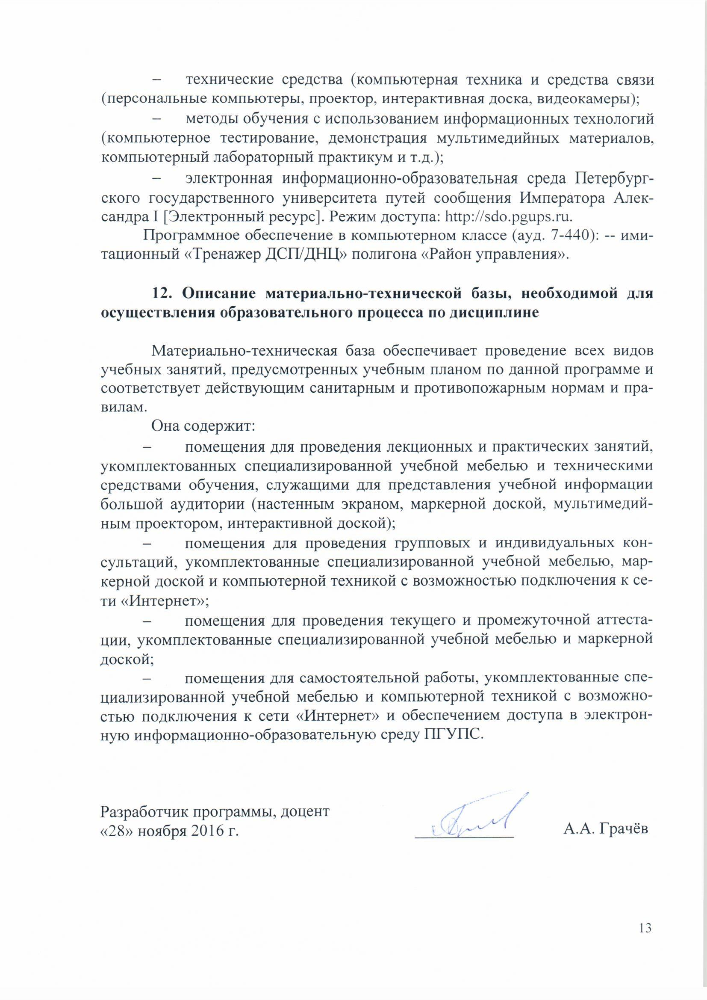 – технические средства (компьютерная техника и средства связи
(персональные компьютеры, проектор, интерактивная доска, видеокамеры);
– методы обучения с использованием информационных технологий
(компьютерное тестирование, демонстрация мультимедийных материалов,
компьютерный лабораторный практикум и т.д.);
– электронная информационно-образовательная среда Петербург-
ского государственного университета путей сообщения Императора Алек-
сандра I [Электронный ресурс]. Режим доступа: http://sdo.pgups.ru.
Программное обеспечение в компьютерном классе (ауд. 7-440): -- ими-
тационный «Тренажер ДСП/ДНЦ» полигона «Район управления».
12. Описание материально-технической базы, необходимой для
осуществления образовательного процесса по дисциплине
Материально-техническая база обеспечивает проведение всех видов
учебных занятий, предусмотренных учебным планом по данной программе и
соответствует действующим санитарным и противопожарным нормам и пра-
вилам.
Она содержит:
– помещения для проведения лекционных и практических занятий,
укомплектованных специализированной учебной мебелью и техническими
средствами обучения, служащими для представления учебной информации
большой аудитории (настенным экраном, маркерной доской, мультимедий-
ным проектором, интерактивной доской);
– помещения для проведения групповых и индивидуальных кон-
сультаций, укомплектованные специализированной учебной мебелью, мар-
керной доской и компьютерной техникой с возможностью подключения к се-
ти «Интернет»;
– помещения для проведения текущего и промежуточной аттеста-
ции, укомплектованные специализированной учебной мебелью и маркерной
доской;
– помещения для самостоятельной работы, укомплектованные спе-
циализированной учебной мебелью и компьютерной техникой с возможно-
стью подключения к сети «Интернет» и обеспечением доступа в электрон-
ную информационно-образовательную среду ПГУПС.
Разработчик программы, доцент
«28» ноября 2016 г. А.А. Грачёв
13